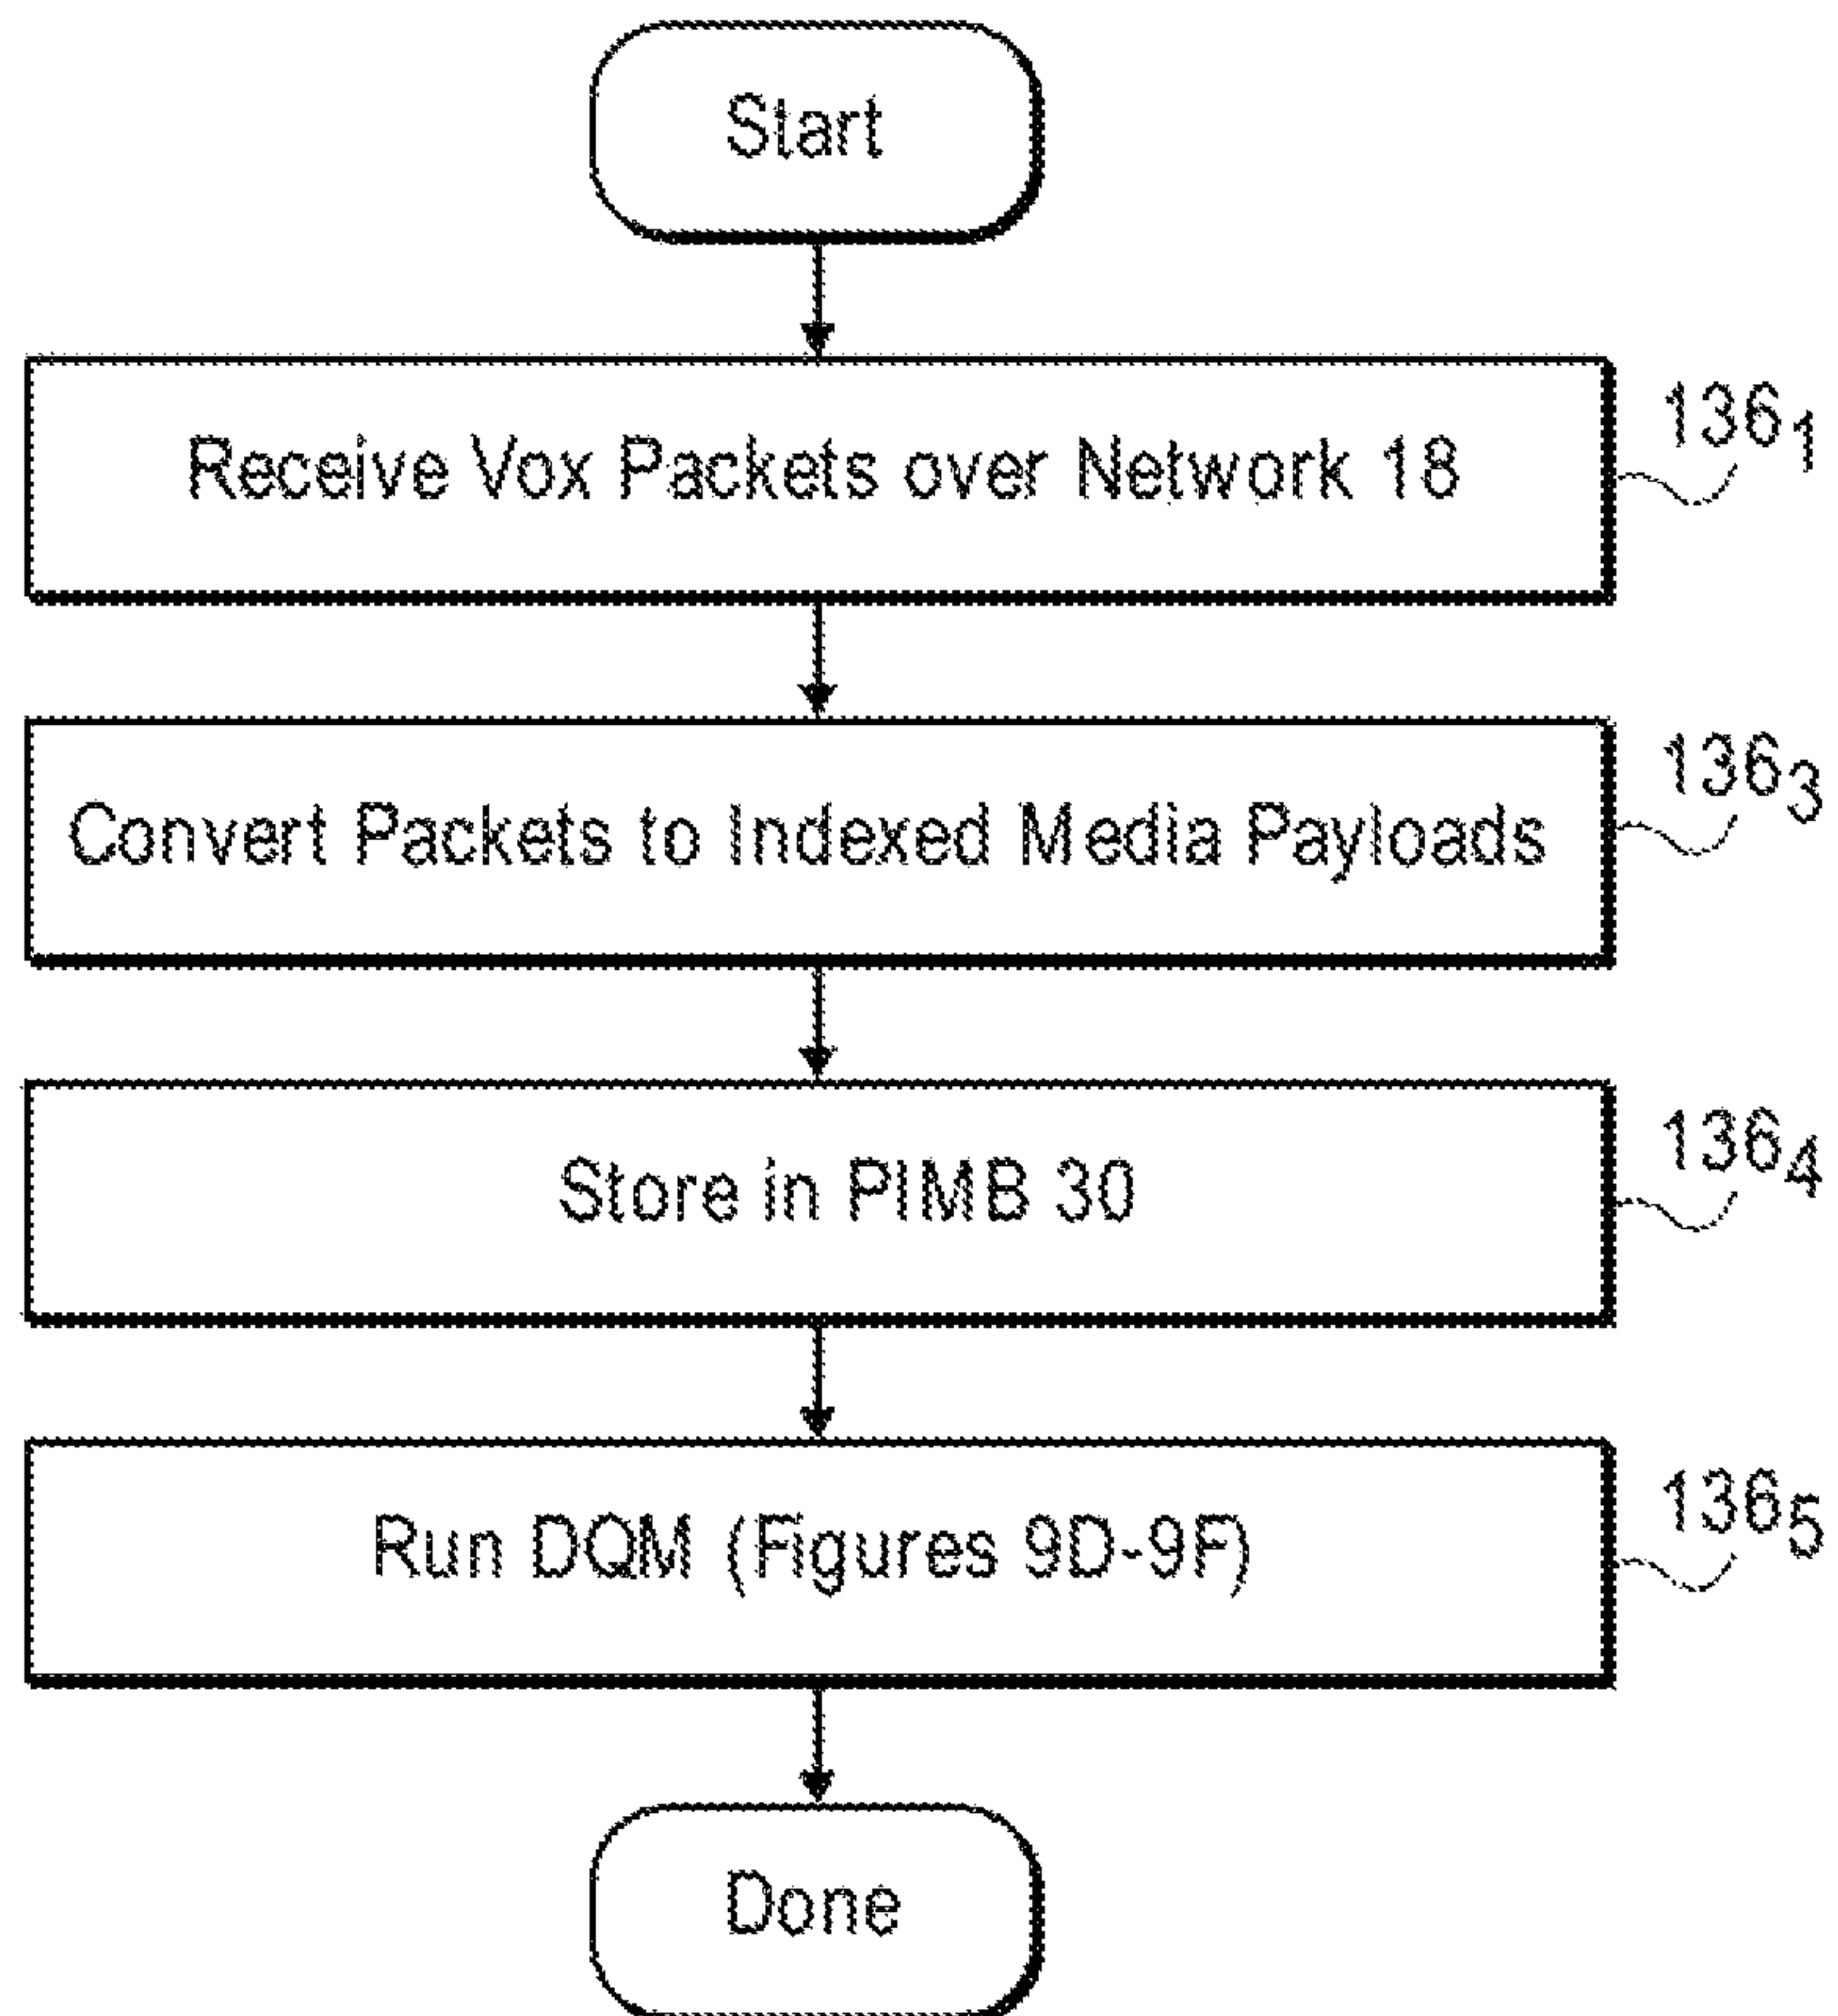 Start
Receive Vox Packets over Network 18
136₁
Convert Packets to Indexed Media Payloads
136₃
Store in PIMB 30
136₄
Run DQM (Figures 9D-9F)
136₅
Done